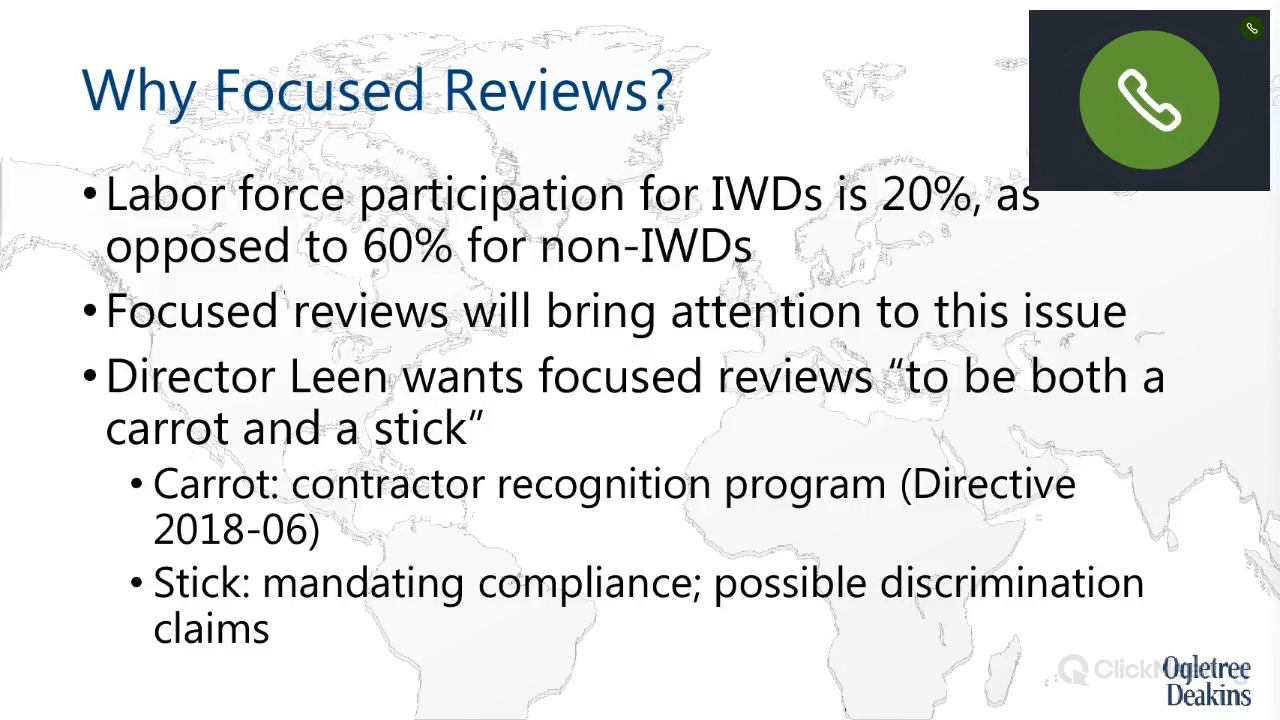 Why Focused Reviews?
• Labor force participation for IWDs is 20%, as
opposed to 60% for non-IWDs
• Focused reviews will bring attention to this issue
• Director Leen wants focused reviews “to be both a
carrot and a stick”
• Carrot: contractor recognition program (Directive
2018-06)
• Stick: mandating compliance; possible discrimination
claims
Ogletree
Deakins